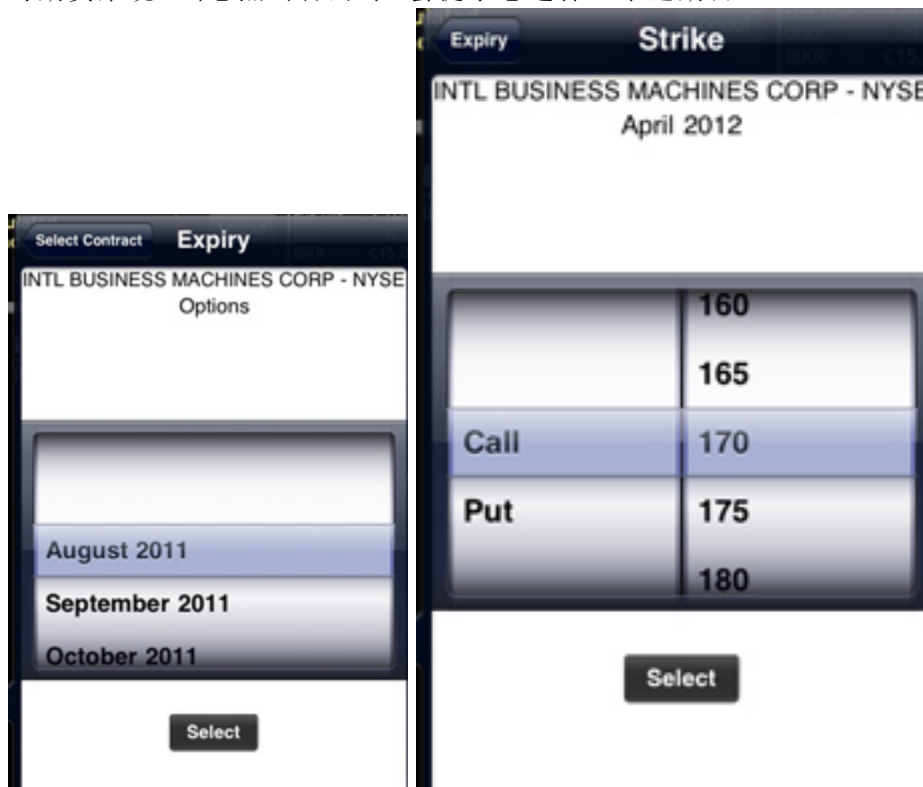 Select Contract
Expiry
INTL BUSINESS MACHINES CORP - NYSE
Options
August 2011
September 2011
October 2011
Select
Expiry
Strike
INTL BUSINESS MACHINES CORP - NYSE
April 2012
160
165
Call 170
Put 175
180
Select